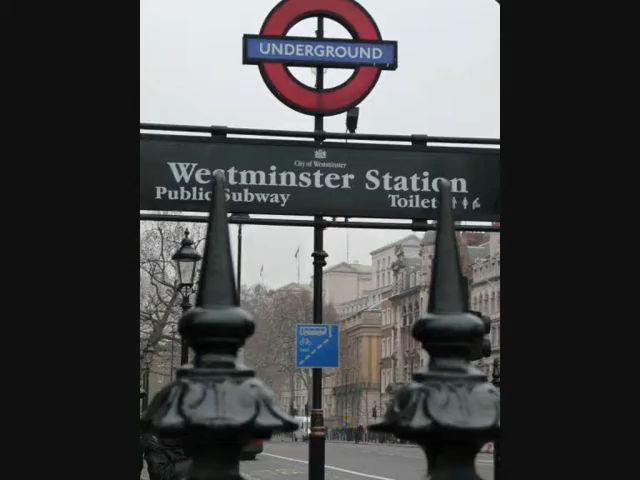 UNDERGROUND
City of Westminster
Westminster Station
Public Subway
Toilets